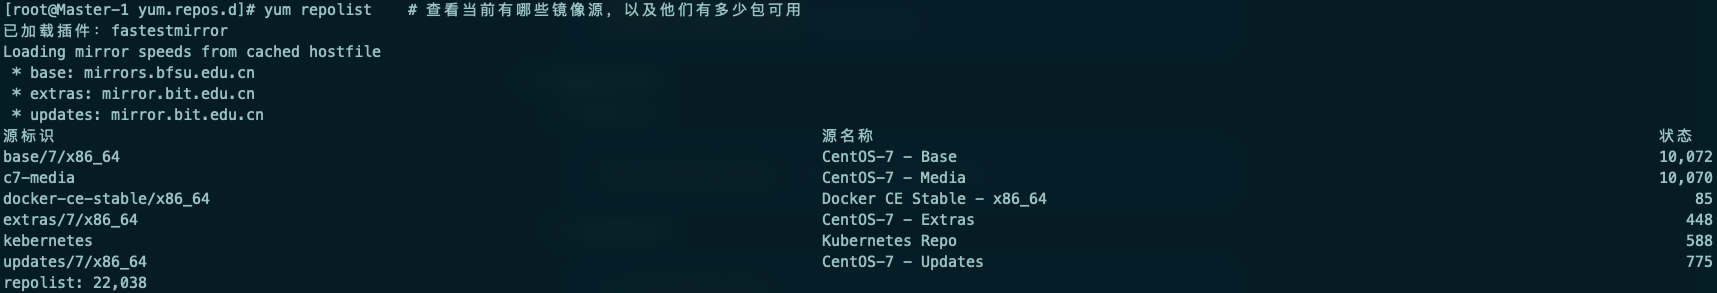 [root@Master-1 yum.repos.d]# yum repolist    # 查看当前有哪些镜像源，以及他们有多少包可用
已加载插件：fastestmirror
Loading mirror speeds from cached hostfile
 * base: mirrors.bfsu.edu.cn
 * extras: mirror.bit.edu.cn
 * updates: mirror.bit.edu.cn
源标识 源名称 状态
base/7/x86_64 CentOS-7 - Base 10,072
c7-media CentOS-7 - Media 10,070
docker-ce-stable/x86_64 Docker CE Stable - x86_64 85
extras/7/x86_64 CentOS-7 - Extras 448
kebernetes Kubernetes Repo 588
updates/7/x86_64 CentOS-7 - Updates 775
repolist: 22,038